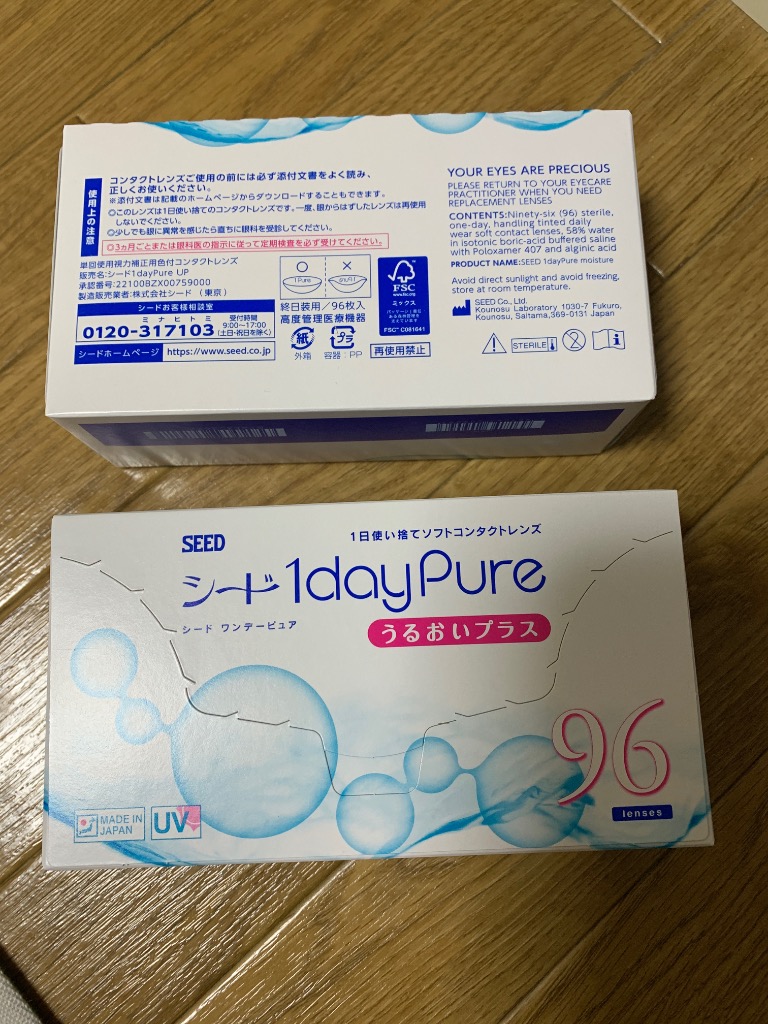 使用上の注意
コンタクトレンズご使用の前には必ず添付文書をよく読み、
正しくお使いください。
※添付文書は記載のホームページからダウンロードすることもできます。
◎このレンズは1日使い捨てのコンタクトレンズです。一度、眼からはずしたレンズは再使用
しないでください。
◎少しでも眼に異常を感じたら直ちに眼科を受診してください。
◎3ヵ月ごとまたは眼科医の指示に従って定期検査を必ず受けてください。
単回使用視力補正用色付コンタクトレンズ
販売名:シード1dayPure UP
承認番号:22100BZX00759000
製造販売業者:株式会社シード(東京)
シードお客様相談室
ミナヒトミ
0120-317103
受付時間
9:00~17:00
(土日・祝日を除く)
シードホームページ https://www.seed.co.jp
1Pure
終日装用/96枚入
高度管理医療機器
紙
外箱
プラ
容器:PP
再使用禁止
FSC
www.fsc.org
ミックス
FSC™ C081641
YOUR EYES ARE PRECIOUS
PLEASE RETURN TO YOUR EYECARE
PRACTITIONER WHEN YOU NEED
REPLACEMENT LENSES
CONTENTS:Ninety-six (96) sterile,
one-day, handling tinted daily
wear soft contact lenses, 58% water
in isotonic boric-acid buffered saline
with Poloxamer 407 and alginic acid
PRODUCT NAME:SEED 1dayPure moisture
Avoid direct sunlight and avoid freezing,
store at room temperature.
SEED Co., Ltd.
Kounosu Laboratory 1030-7 Fukuro,
Kounosu, Saitama,369-0131 Japan
STERILE
2
i
SEED
1日使い捨てソフトコンタクトレンズ
シード 1dayPure
シード ワンデーピュア
うるおいプラス
96
lenses
MADE IN
JAPAN
UV